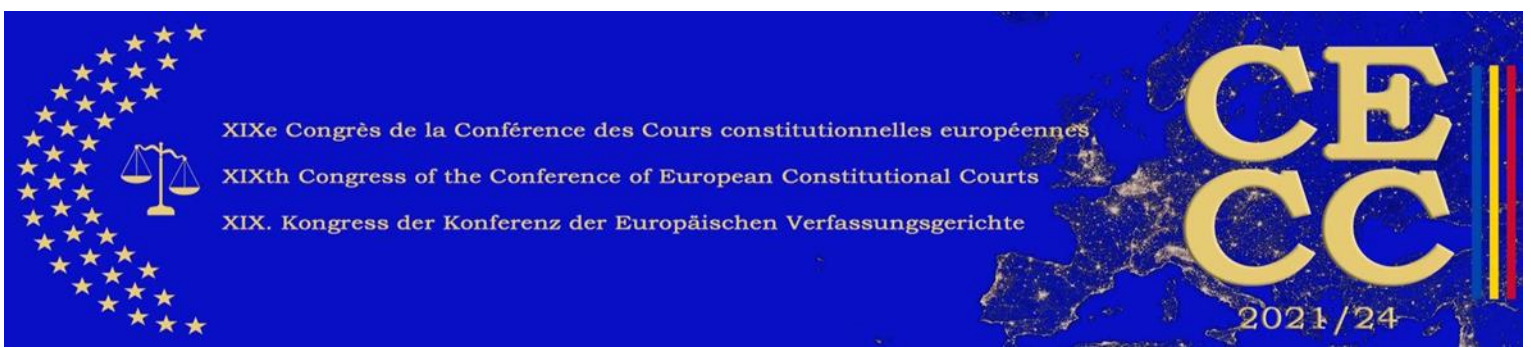 XIXe Congrès de la Conférence des Cours constitutionnelles européennes
XIXth Congress of the Conference of European Constitutional Courts
XIX. Kongress der Konferenz der Europäischen Verfassungsgerichte
CE
CC
2021/24